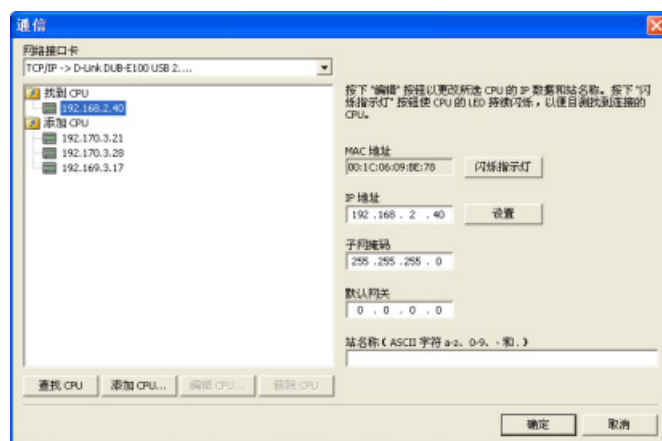 通信
网络接口卡
TCP/IP -> D-Link DUB-E100 USB 2....
找到 CPU
192.168.2.40
添加 CPU
192.170.3.21
192.170.3.28
192.169.3.17
查找 CPU
添加 CPU...
编辑 CPU...
删除 CPU
按下“编辑”按钮以更改所选 CPU 的 IP 数据和站名称。按下“闪
烁指示灯”按钮使 CPU 的 LED 持续闪烁，以便目测找到连接的
CPU。
MAC 地址
00:1C:06:09:8E:78
闪烁指示灯
IP 地址
192 .168 . 2 . 40
设置
子网掩码
255 .255 .255 . 0
默认网关
0 . 0 . 0 . 0
站名称（ASCII 字符 a-z、0-9、- 和 .）
确定
取消